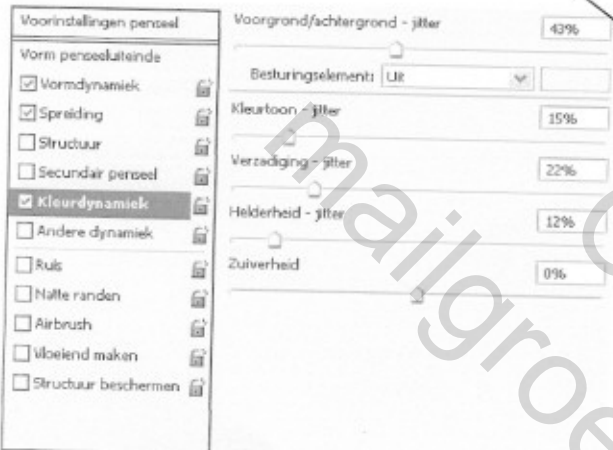 Voorinstellingen penseel
Vorm penseeluiteinde
Vormdynamiek
Spreiding
Structuur
Secundair penseel
Kleurdynamiek
Andere dynamiek
Ruis
Natte randen
Airbrush
Vloeiend maken
Structuur beschermen
Voorgrond/achtergrond - jitter 43%
Besturingselement: Uit
Kleurtoon - jitter 15%
Verzadiging - jitter 22%
Helderheid - jitter 12%
Zuiverheid 0%
mailgroe